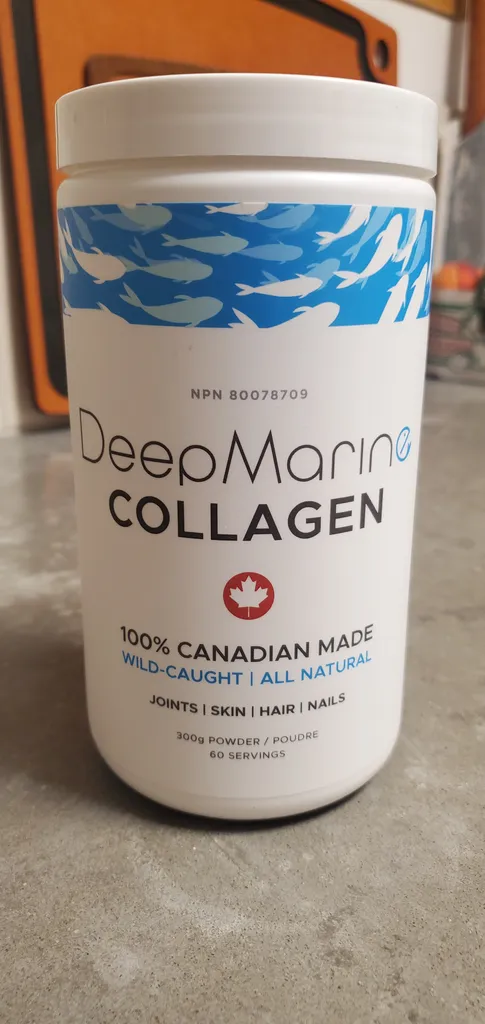 NPN 80078709
DeepMarine
COLLAGEN
100% CANADIAN MADE
WILD-CAUGHT | ALL NATURAL
JOINTS | SKIN | HAIR | NAILS
300g POWDER / POUDRE
60 SERVINGS